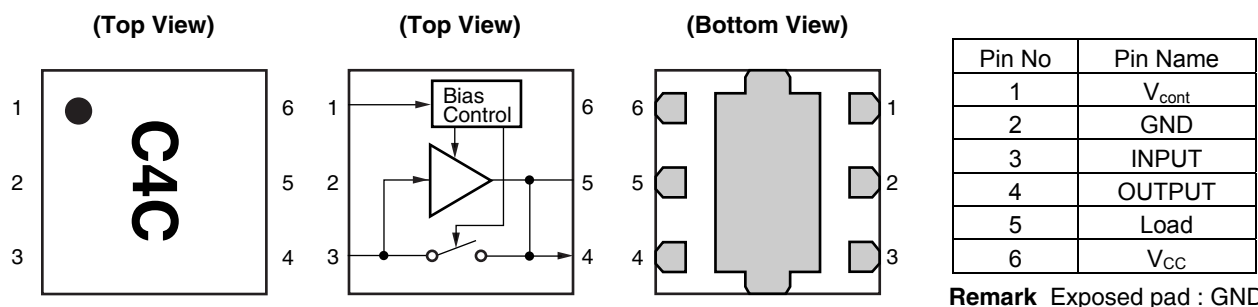 (Top View)
1
2
3
C4C
6
5
4
(Top View)
1
2
3
Bias
Control
6
5
4
(Bottom View)
6
5
4
1
2
3
Pin No Pin Name
1 Vcont
2 GND
3 INPUT
4 OUTPUT
5 Load
6 VCC
Remark Exposed pad : GND